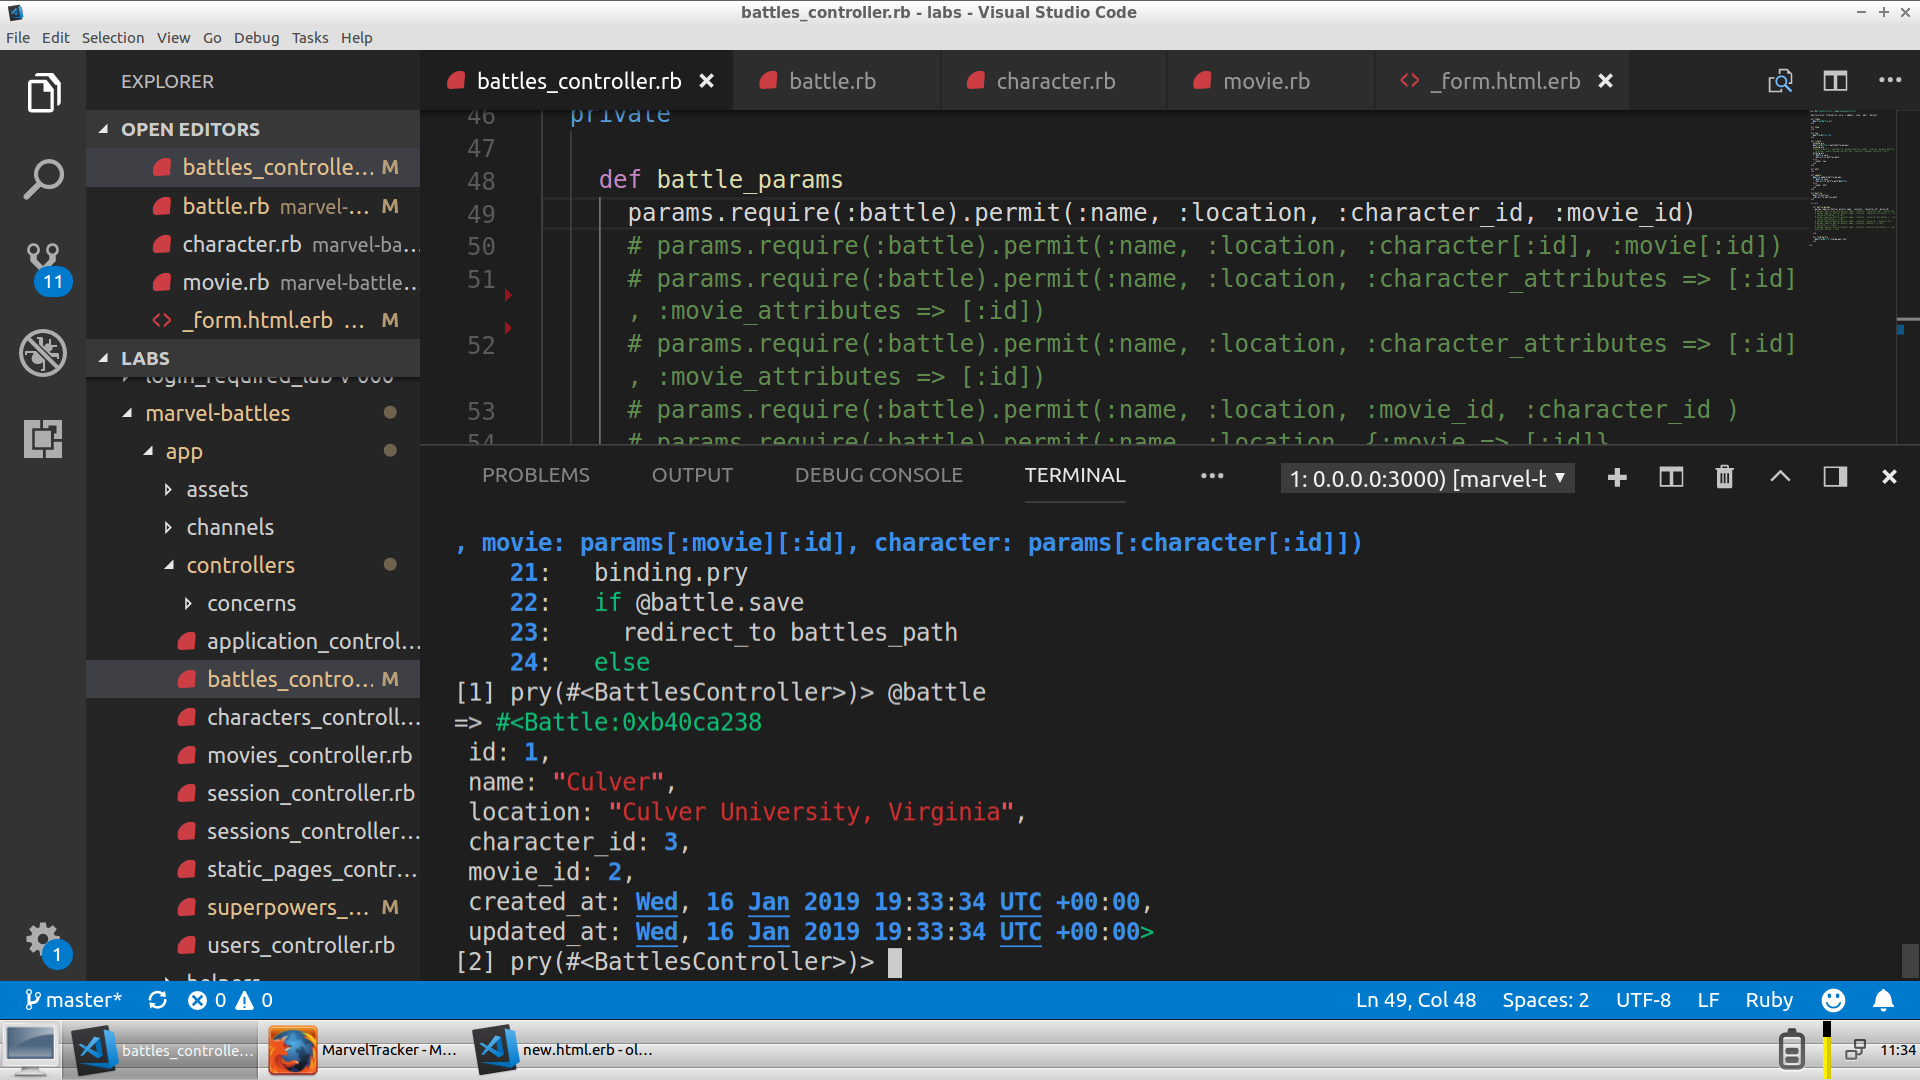 battles_controller.rb - labs - Visual Studio Code
File Edit Selection View Go Debug Tasks Help
EXPLORER
OPEN EDITORS
battles_controlle... M
battle.rb marvel-... M
character.rb marvel-ba...
movie.rb marvel-battle...
<> _form.html.erb ... M
LABS
login_required_lab-v-000
marvel-battles
app
assets
channels
controllers
concerns
application_control...
battles_contro... M
characters_controll...
movies_controller.rb
session_controller.rb
sessions_controller...
static_pages_contr...
superpowers_... M
users_controller.rb
helpers
11
1
battles_controller.rb × battle.rb character.rb movie.rb <> _form.html.erb × ...
46 private
47
48 def battle_params
49 params.require(:battle).permit(:name, :location, :character_id, :movie_id)
50 # params.require(:battle).permit(:name, :location, :character[:id], :movie[:id])
51 # params.require(:battle).permit(:name, :location, :character_attributes => [:id]
, :movie_attributes => [:id])
52 # params.require(:battle).permit(:name, :location, :character_attributes => [:id]
, :movie_attributes => [:id])
53 # params.require(:battle).permit(:name, :location, :movie_id, :character_id )
54 # params.require(:battle).permit(:name, :location, {:movie => [:id]}
PROBLEMS OUTPUT DEBUG CONSOLE TERMINAL ... 1: 0.0.0.0:3000) [marvel-t
, movie: params[:movie][:id], character: params[:character[:id]])
21: binding.pry
22: if @battle.save
23: redirect_to battles_path
24: else
[1] pry(#<BattlesController>)> @battle
=> #<Battle:0xb40ca238
id: 1,
name: "Culver",
location: "Culver University, Virginia",
character_id: 3,
movie_id: 2,
created_at: Wed, 16 Jan 2019 19:33:34 UTC +00:00,
updated_at: Wed, 16 Jan 2019 19:33:34 UTC +00:00>
[2] pry(#<BattlesController>)>
master* 0 0 Ln 49, Col 48 Spaces: 2 UTF-8 LF Ruby
battles_controlle... MarvelTracker - M... new.html.erb - ol... 11:34